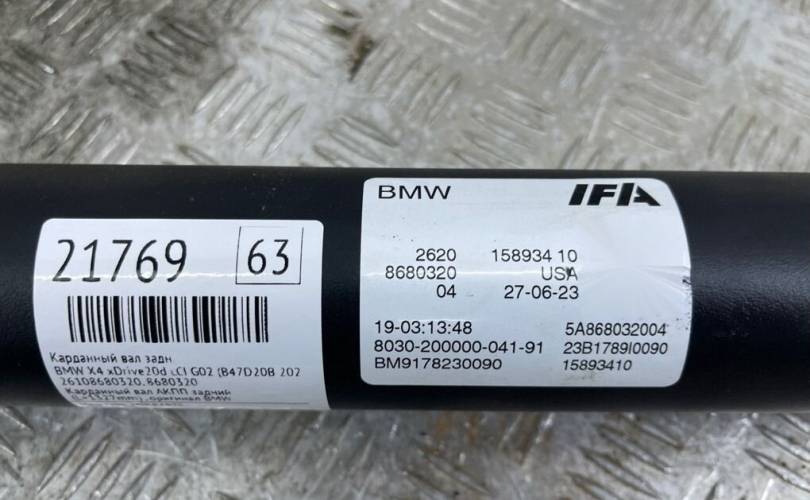 21769 63
Карданный вал задн
BMW X4 xDrive20d LCI G02 (B47D20B 202
26108680320,8680320
Карданный вал АКПП задний
оригинал BMW
BMW IFA
2620 158934 10
8680320 USA
04 27-06-23
19-03:13:48 5A868032004
8030-200000-041-91 23B1789I0090
BM9178230090 15893410